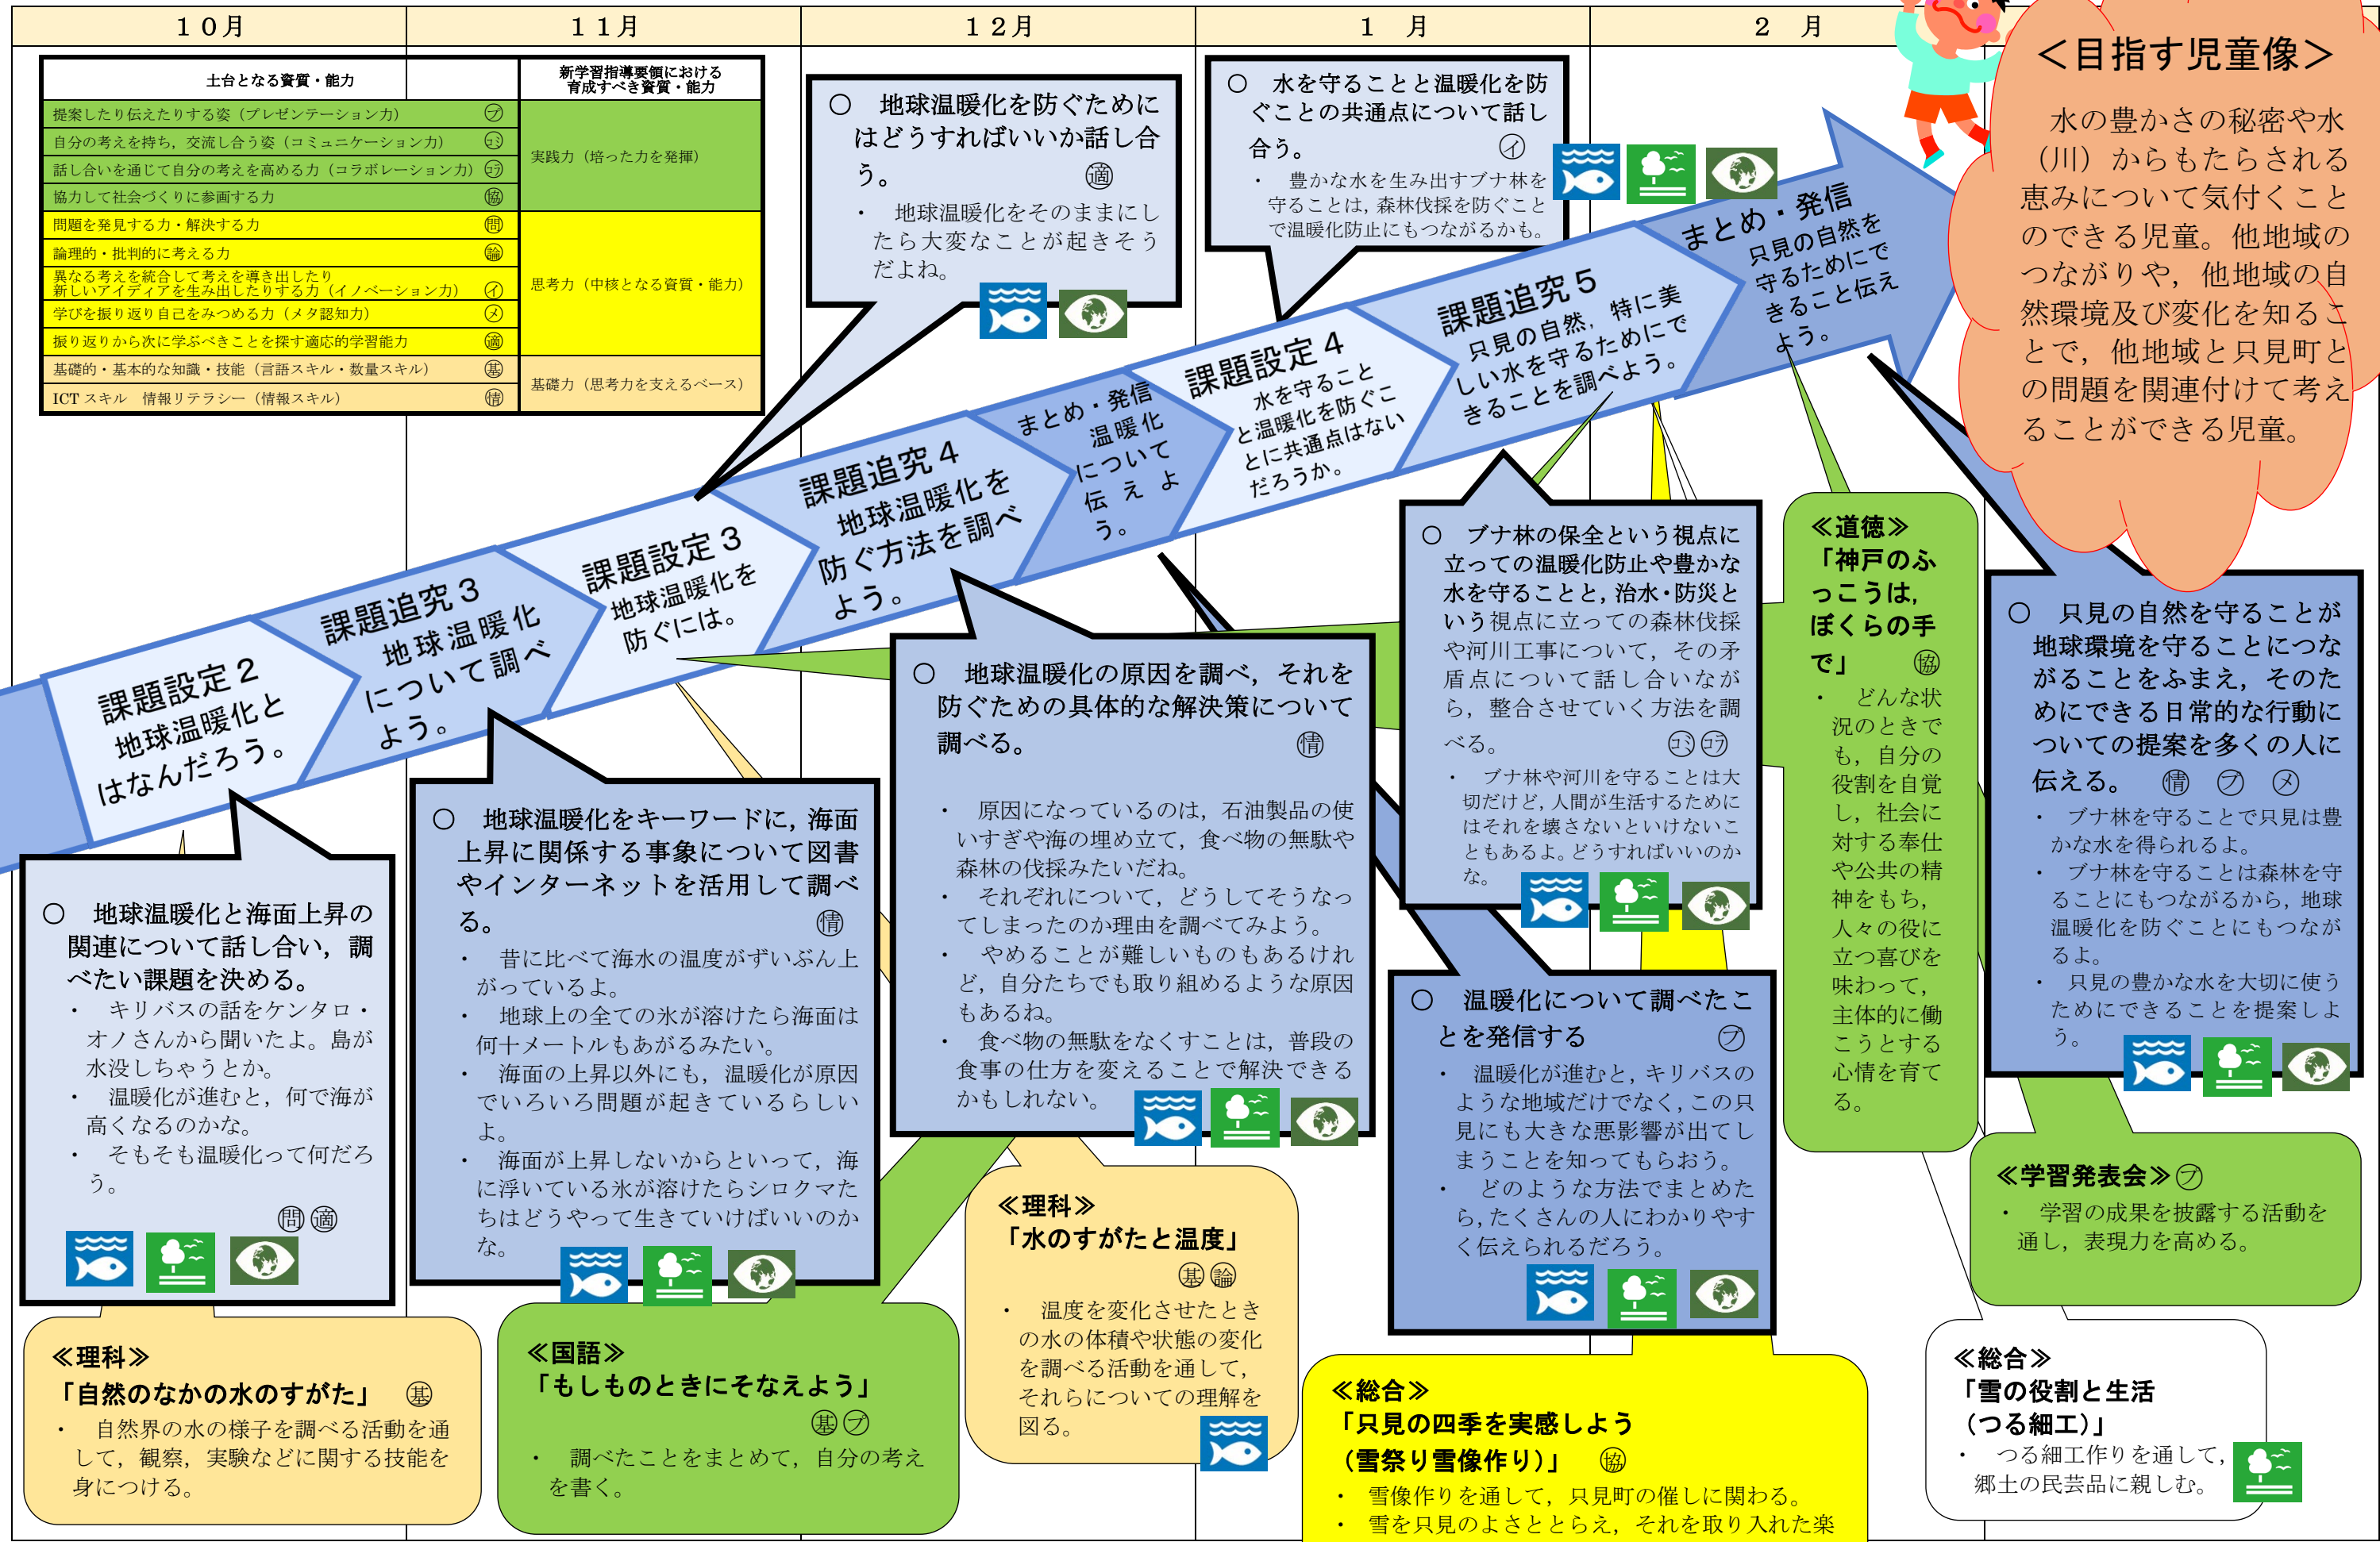 １０月
１１月
１２月
１　月
２　月
土台となる資質・能力
新学習指導要領における
育成すべき資質・能力
提案したり伝えたりする姿（プレゼンテーション力） ㋫゚
自分の考えを持ち，交流し合う姿（コミュニケーション力） コミ
話し合いを通じて自分の考えを高める力（コラボレーション力） コラ
協力して社会づくりに参画する力 協
実践力（培った力を発揮）
問題を発見する力・解決する力 問
論理的・批判的に考える力 論
異なる考えを統合して考えを導き出したり
新しいアイディアを生み出したりする力（イノベーション力） イ
学びを振り返り自己をみつめる力（メタ認知力） メ
振り返りから次に学ぶべきことを探す適応的学習能力 適
思考力（中核となる資質・能力）
基礎的・基本的な知識・技能（言語スキル・数量スキル） 基
ICT スキル　情報リテラシー（情報スキル） 情
基礎力（思考力を支えるベース）
○　地球温暖化を防ぐために
はどうすればいいか話し合
う。 適
・　地球温暖化をそのままにし
たら大変なことが起きそう
だよね。
○　水を守ることと温暖化を防
ぐことの共通点について話し
合う。 イ
・　豊かな水を生み出すブナ林を
守ることは，森林伐採を防ぐこと
で温暖化防止にもつながるかも。
＜目指す児童像＞
水の豊かさの秘密や水
（川）からもたらされる
恵みについて気付くこと
のできる児童。他地域の
つながりや，他地域の自
然環境及び変化を知るこ
とで，他地域と只見町と
の問題を関連付けて考え
ることができる児童。
課題設定２
地球温暖化と
はなんだろう。
課題追究３
地球温暖化
について調べ
よう。
課題設定３
地球温暖化を
防ぐには。
課題追究４
地球温暖化を
防ぐ方法を調べ
よう。
まとめ・発信
温暖化
について
伝えよ
う。
課題設定４
水を守ること
と温暖化を防ぐこ
とに共通点はない
だろうか。
課題追究５
只見の自然，特に美
しい水を守るためにで
きることを調べよう。
まとめ・発信
只見の自然を
守るためにで
きること伝え
よう。
○　地球温暖化と海面上昇の
関連について話し合い，調
べたい課題を決める。
・　キリバスの話をケンタロ・
オノさんから聞いたよ。島が
水没しちゃうとか。
・　温暖化が進むと，何で海が
高くなるのかな。
・　そもそも温暖化って何だろ
う。
問 適
○　地球温暖化をキーワードに，海面
上昇に関係する事象について図書
やインターネットを活用して調べ
る。 情
・　昔に比べて海水の温度がずいぶん上
がっているよ。
・　地球上の全ての氷が溶けたら海面は
何十メートルもあがるみたい。
・　海面の上昇以外にも，温暖化が原因
でいろいろ問題が起きているらしい
よ。
・　海面が上昇しないからといって，海
に浮いている氷が溶けたらシロクマた
ちはどうやって生きていけばいいのか
な。
○　地球温暖化の原因を調べ，それを
防ぐための具体的な解決策について
調べる。 情
・　原因になっているのは，石油製品の使
いすぎや海の埋め立て，食べ物の無駄や
森林の伐採みたいだね。
・　それぞれについて，どうしてそうなっ
てしまったのか理由を調べてみよう。
・　やめることが難しいものもあるけれ
ど，自分たちでも取り組めるような原因
もあるね。
・　食べ物の無駄をなくすことは，普段の
食事の仕方を変えることで解決できる
かもしれない。
○　ブナ林の保全という視点に
立っての温暖化防止や豊かな
水を守ることと，治水・防災と
いう視点に立っての森林伐採
や河川工事について，その矛
盾点について話し合いなが
ら，整合させていく方法を調
べる。 コミ コラ
・　ブナ林や河川を守ることは大
切だけど，人間が生活するために
はそれを壊さないといけないこ
ともあるよ。どうすればいいのか
な。
○　温暖化について調べたこ
とを発信する プ
・　温暖化が進むと，キリバスの
ような地域だけでなく，この只
見にも大きな悪影響が出てし
まうことを知ってもらおう。
・　どのような方法でまとめた
ら，たくさんの人にわかりやす
く伝えられるだろう。
≪道徳≫
「神戸のふ
っこうは，
ぼくらの手
で」 協
・　どんな状
況のときで
も，自分の
役割を自覚
し，社会に
対する奉仕
や公共の精
神をもち，
人々の役に
立つ喜びを
味わって，
主体的に働
こうとする
心情を育て
る。
○　只見の自然を守ることが
地球環境を守ることにつな
がることをふまえ，そのた
めにできる日常的な行動に
ついての提案を多くの人に
伝える。 情 プ メ
・　ブナ林を守ることで只見は豊
かな水を得られるよ。
・　ブナ林を守ることは森林を守
ることにもつながるから，地球
温暖化を防ぐことにもつなが
るよ。
・　只見の豊かな水を大切に使う
ためにできることを提案しよ
う。
≪学習発表会≫ プ
・　学習の成果を披露する活動を
通し，表現力を高める。
≪理科≫
「自然のなかの水のすがた」 基
・　自然界の水の様子を調べる活動を通
して，観察，実験などに関する技能を
身につける。
≪国語≫
「もしものときにそなえよう」
基 プ
・　調べたことをまとめて，自分の考え
を書く。
≪理科≫
「水のすがたと温度」
基 論
・　温度を変化させたとき
の水の体積や状態の変化
を調べる活動を通して，
それらについての理解を
図る。
≪総合≫
「只見の四季を実感しよう
（雪祭り雪像作り）」 協
・　雪像作りを通して，只見町の催しに関わる。
・　雪を只見のよさととらえ，それを取り入れた楽
≪総合≫
「雪の役割と生活
（つる細工）」
・　つる細工作りを通して，
郷土の民芸品に親しむ。